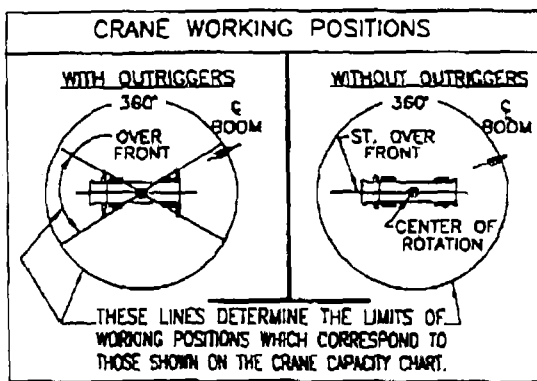 CRANE WORKING POSITIONS
WITH OUTRIGGERS
360°
℄
BOOM
OVER
FRONT
WITHOUT OUTRIGGERS
360°
℄
BOOM
ST. OVER
FRONT
CENTER OF
ROTATION
THESE LINES DETERMINE THE LIMITS OF
WORKING POSITIONS WHICH CORRESPOND TO
THOSE SHOWN ON THE CRANE CAPACITY CHART.